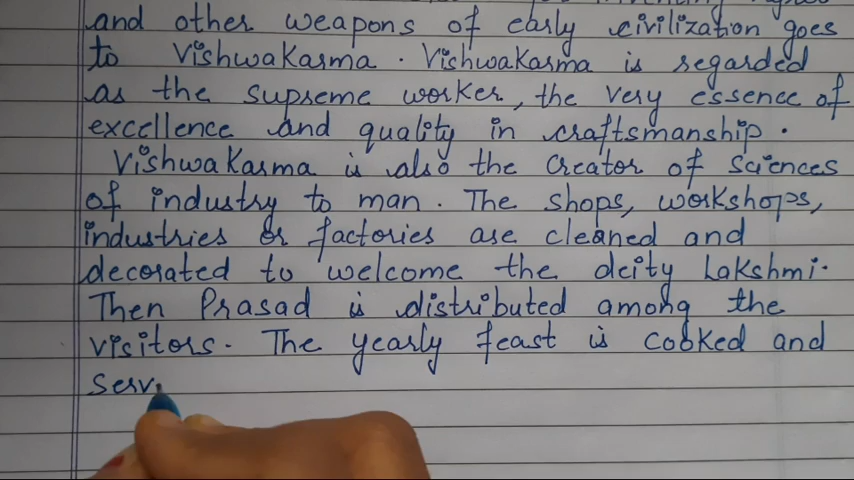 and other weapons of early civilization goes
to Vishwakarma. Vishwakarma is regarded
as the supreme worker, the very essence of
excellence and quality in craftsmanship.
Vishwakarma is also the creator of sciences
of industry to man. The shops, workshops,
industries or factories are cleaned and
decorated to welcome the deity Lakshmi.
Then Prasad is distributed among the
visitors. The yearly feast is cooked and
serv